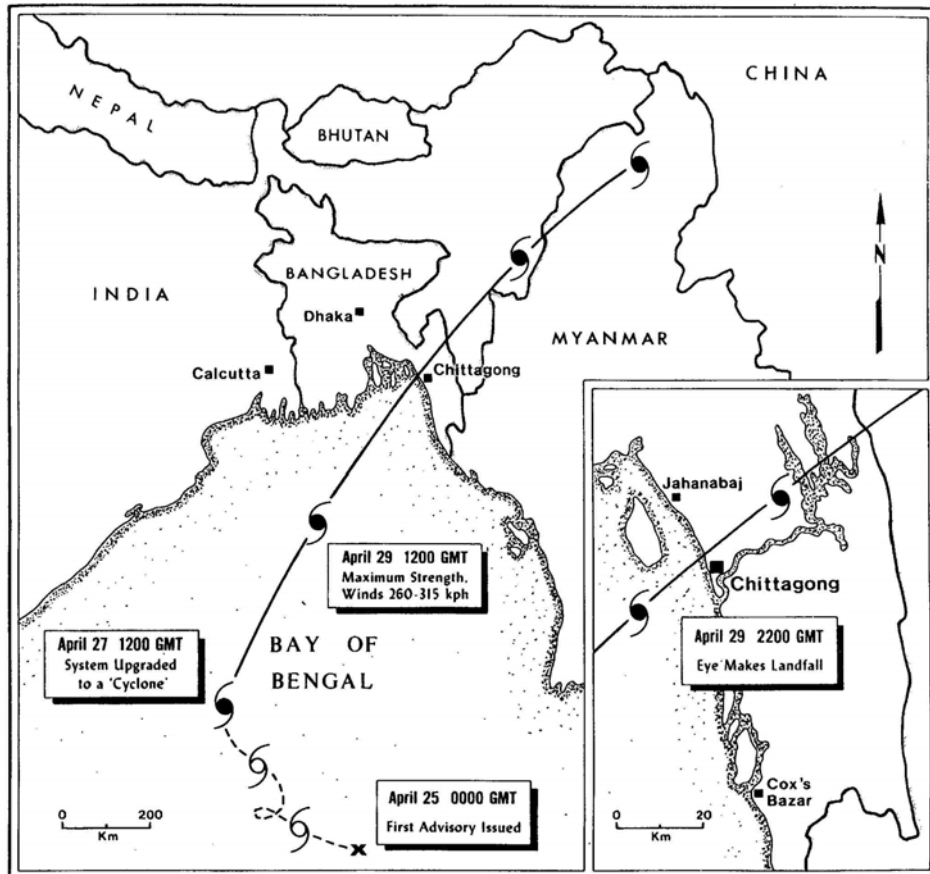 CHINA
NEPAL
BHUTAN
N
BANGLADESH
INDIA
Dhaka
MYANMAR
Calcutta
Chittagong
April 29 1200 GMT
Maximum Strength,
Winds 260-315 kph
April 27 1200 GMT
System Upgraded
to a 'Cyclone'
BAY OF
BENGAL
April 25 0000 GMT
First Advisory Issued
0 200
Km
Jahanabaj
Chittagong
April 29 2200 GMT
Eye Makes Landfall
Cox's
Bazar
0 20
Km